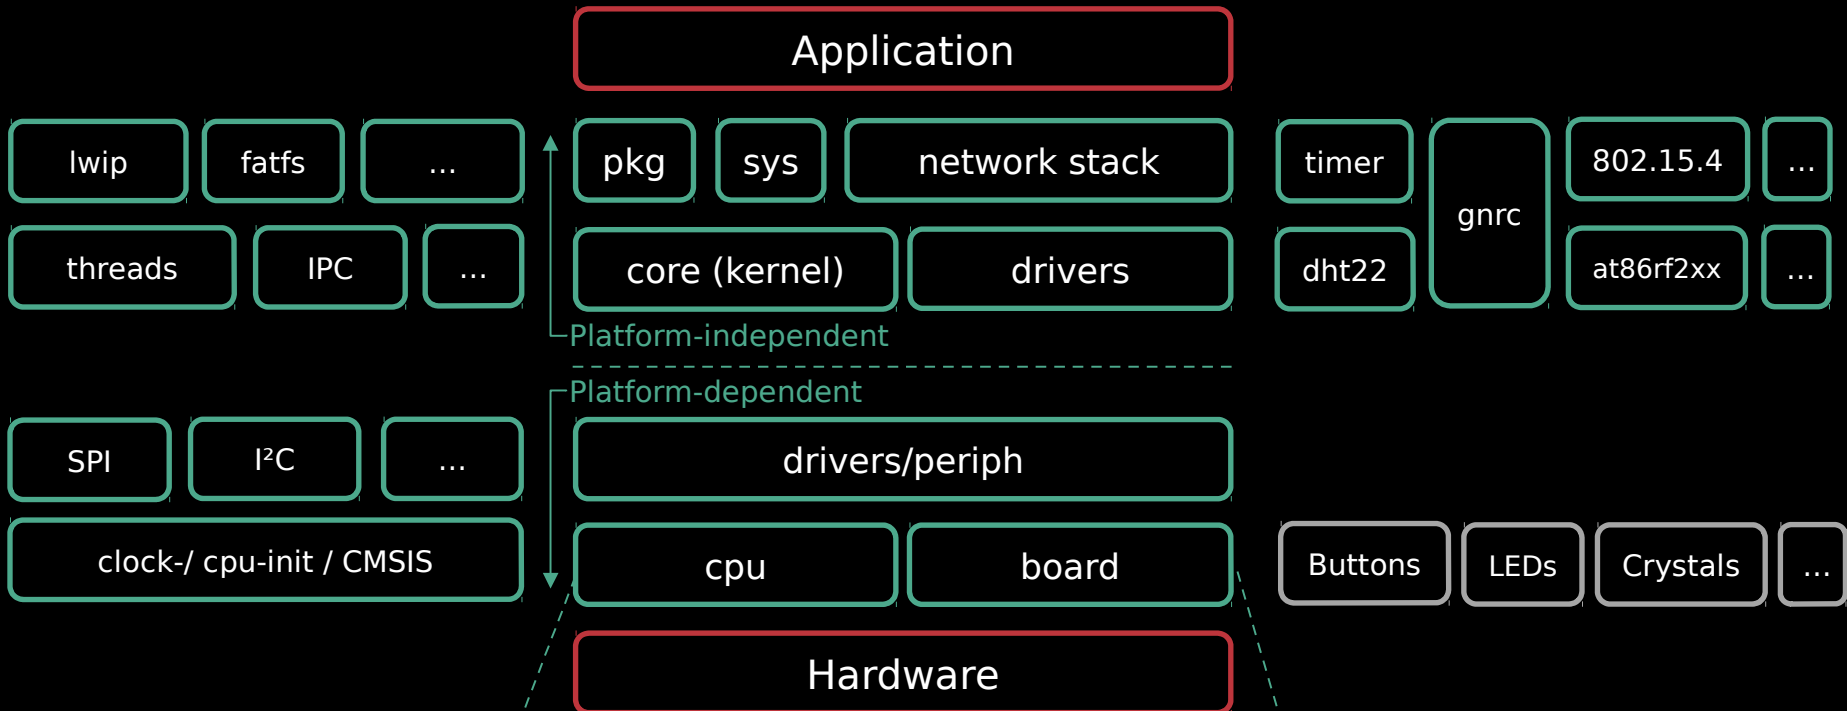 Application
lwip fatfs ... pkg sys network stack timer gnrc 802.15.4 ...
threads IPC ... core (kernel) drivers dht22 at86rf2xx ...
Platform-independent
Platform-dependent
SPI I²C ... drivers/periph
clock-/ cpu-init / CMSIS cpu board Buttons LEDs Crystals ...
Hardware